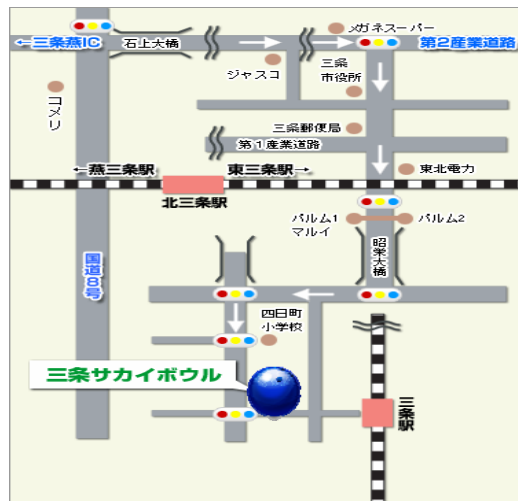 メガネスーパー
←三条燕IC
石上大橋
第2産業道路
ジャスコ
三条
市役所
コメリ
三条郵便局
第1産業道路
←燕三条駅
東三条駅→
東北電力
北三条駅
パルム1
マルイ
パルム2
昭栄大橋
国道8号
四日町
小学校
三条サカイボウル
三条駅